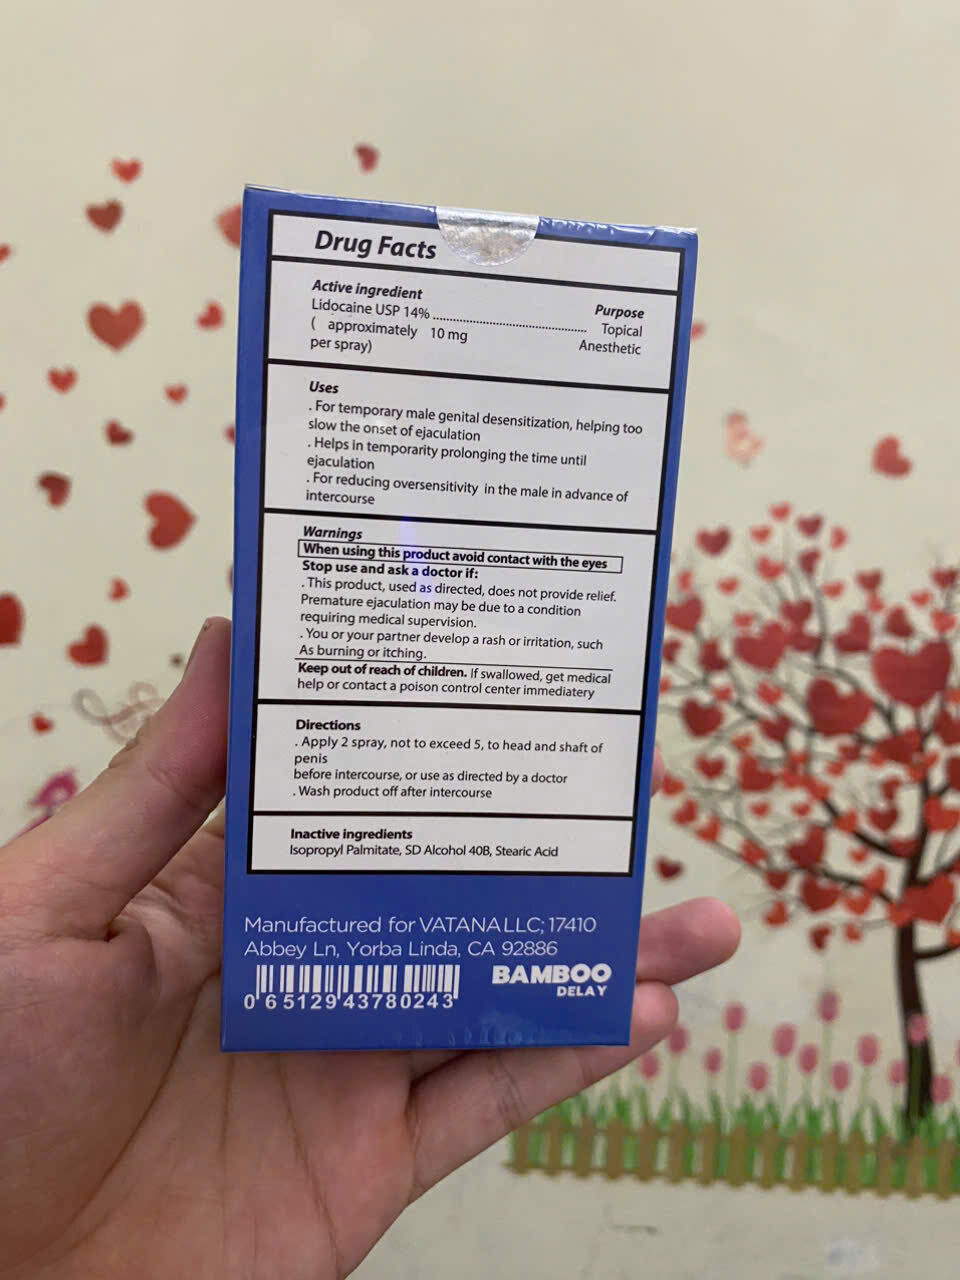 Drug Facts
Active ingredient
Purpose
Lidocaine USP 14% ........................................ Topical
( approximately 10 mg
Anesthetic
per spray)
Uses
. For temporary male genital desensitization, helping too
slow the onset of ejaculation
. Helps in temporarity prolonging the time until
ejaculation
. For reducing oversensitivity in the male in advance of
intercourse
Warnings
When using this product avoid contact with the eyes
Stop use and ask a doctor if:
. This product, used as directed, does not provide relief.
Premature ejaculation may be due to a condition
requiring medical supervision.
. You or your partner develop a rash or irritation, such
As burning or itching.
Keep out of reach of children. If swallowed, get medical
help or contact a poison control center immediatery
Directions
. Apply 2 spray, not to exceed 5, to head and shaft of
penis
before intercourse, or use as directed by a doctor
. Wash product off after intercourse
Inactive ingredients
Isopropyl Palmitate, SD Alcohol 40B, Stearic Acid
Manufactured for VATANA LLC; 17410
Abbey Ln, Yorba Linda, CA 92886
BAMBOO
DELAY
0 65129 43780243